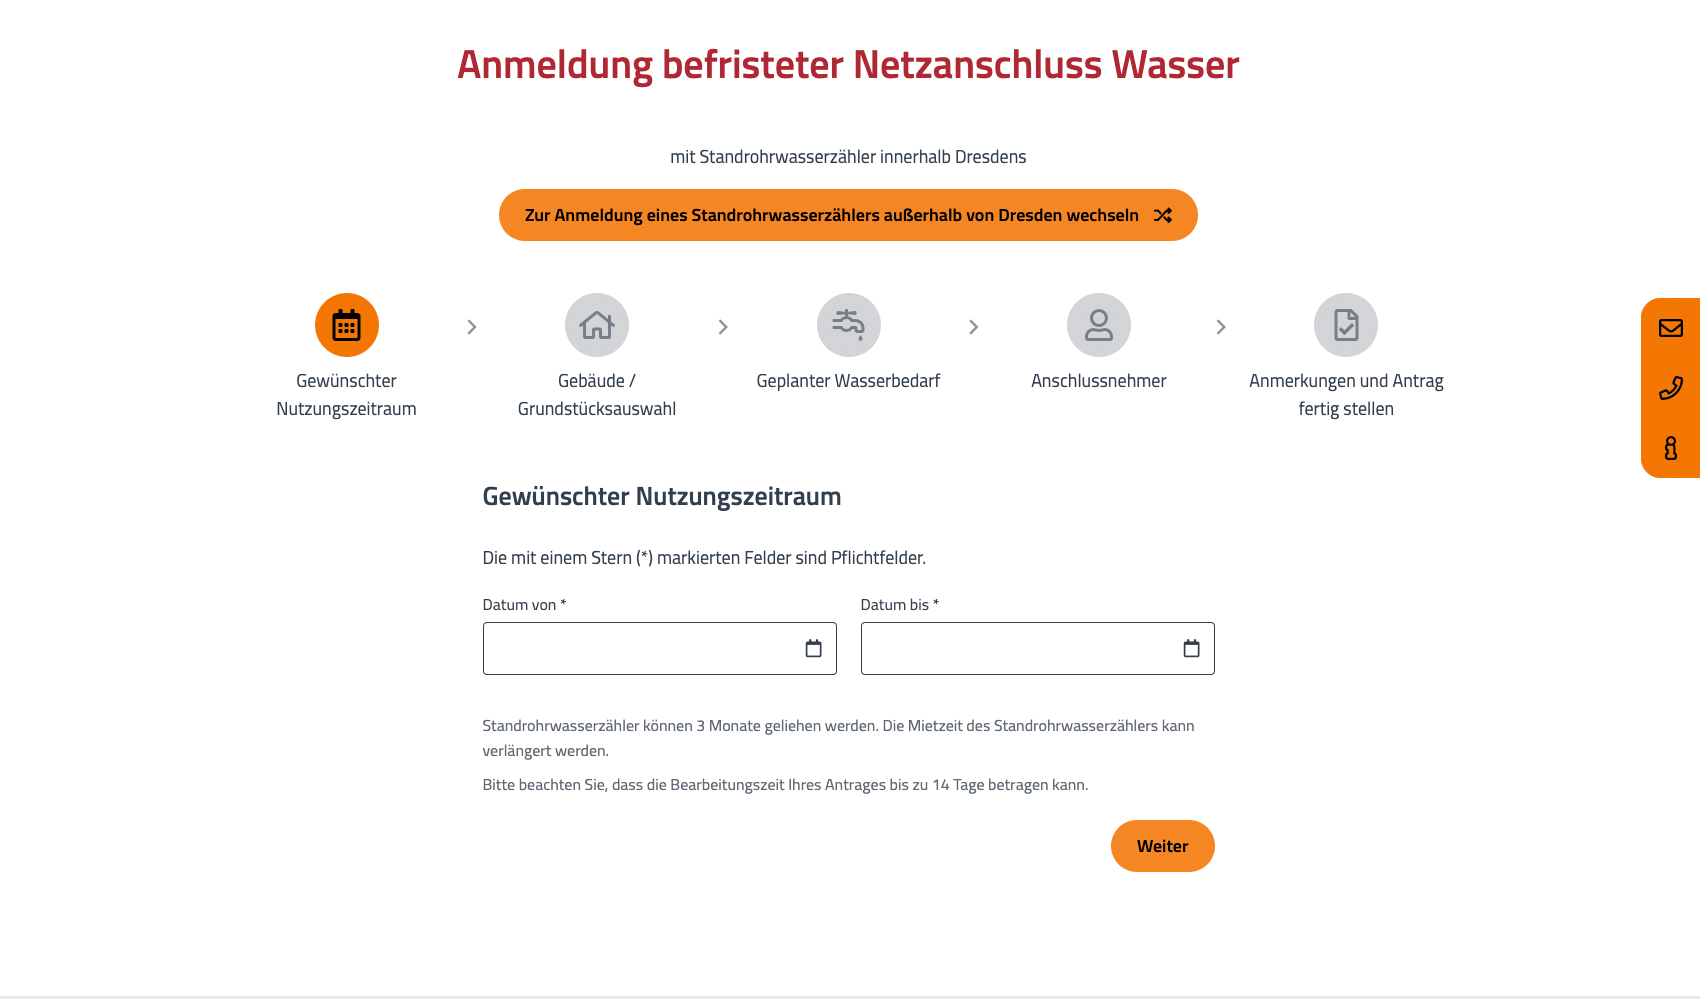 Anmeldung befristeter Netzanschluss Wasser
mit Standrohrwasserzähler innerhalb Dresdens
Zur Anmeldung eines Standrohrwasserzählers außerhalb von Dresden wechseln
Gewünschter
Nutzungszeitraum
Gebäude /
Grundstücksauswahl
Geplanter Wasserbedarf
Anschlussnehmer
Anmerkungen und Antrag
fertig stellen
Gewünschter Nutzungszeitraum
Die mit einem Stern (*) markierten Felder sind Pflichtfelder.
Datum von *
Datum bis *
Standrohrwasserzähler können 3 Monate geliehen werden. Die Mietzeit des Standrohrwasserzählers kann
verlängert werden.
Bitte beachten Sie, dass die Bearbeitungszeit Ihres Antrages bis zu 14 Tage betragen kann.
Weiter